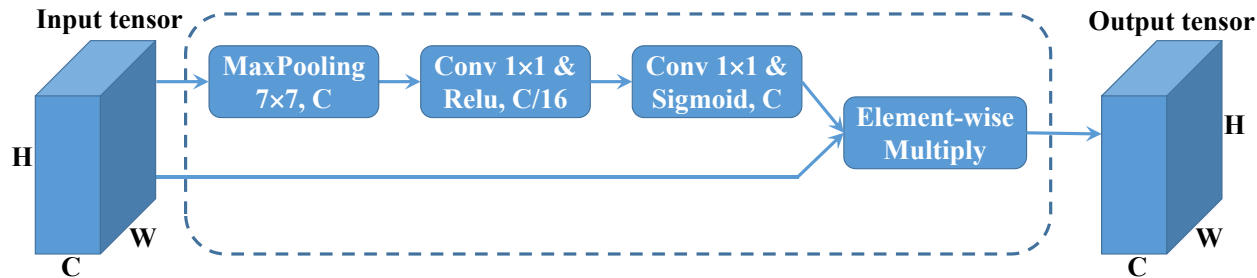 Input tensor
H
W
C
MaxPooling
7×7, C
Conv 1×1 &
Relu, C/16
Conv 1×1 &
Sigmoid, C
Element-wise
Multiply
Output tensor
H
W
C